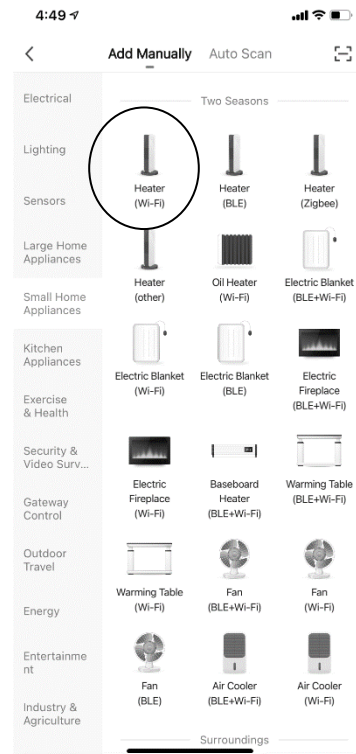 4:49
Add Manually Auto Scan
Electrical
Lighting
Sensors
Large Home
Appliances
Small Home
Appliances
Kitchen
Appliances
Exercise
& Health
Security &
Video Surv...
Gateway
Control
Outdoor
Travel
Energy
Entertainme
nt
Industry &
Agriculture
Two Seasons
Heater
(Wi-Fi)
Heater
(BLE)
Heater
(Zigbee)
Heater
(other)
Oil Heater
(Wi-Fi)
Electric Blanket
(BLE+Wi-Fi)
Electric Blanket
(Wi-Fi)
Electric Blanket
(BLE)
Electric
Fireplace
(BLE+Wi-Fi)
Electric
Fireplace
(Wi-Fi)
Baseboard
Heater
(BLE+Wi-Fi)
Warming Table
(BLE+Wi-Fi)
Warming Table
(Wi-Fi)
Fan
(BLE+Wi-Fi)
Fan
(Wi-Fi)
Fan
(BLE)
Air Cooler
(BLE+Wi-Fi)
Air Cooler
(Wi-Fi)
Surroundings